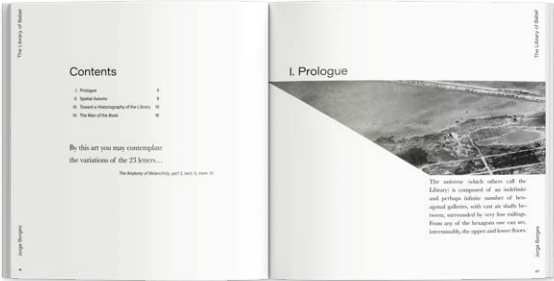 The Library of Babel
Contents
I. Prologue
II. Spatial Axioms
III. Toward a Historiography of the Library
IV. The Man of the Book
By this art you may contemplate
the variations of the 23 letters...
The Anatomy of Melancholy, part 2, sect. II, mem. IV
Jorge Borges
The Library of Babel
I. Prologue
The universe (which others call the
Library) is composed of an indefinite
and perhaps infinite number of hex-
agonal galleries, with vast air shafts be-
tween, surrounded by very low railings.
From any of the hexagons one can see,
interminably, the upper and lower floors.
Jorge Borges